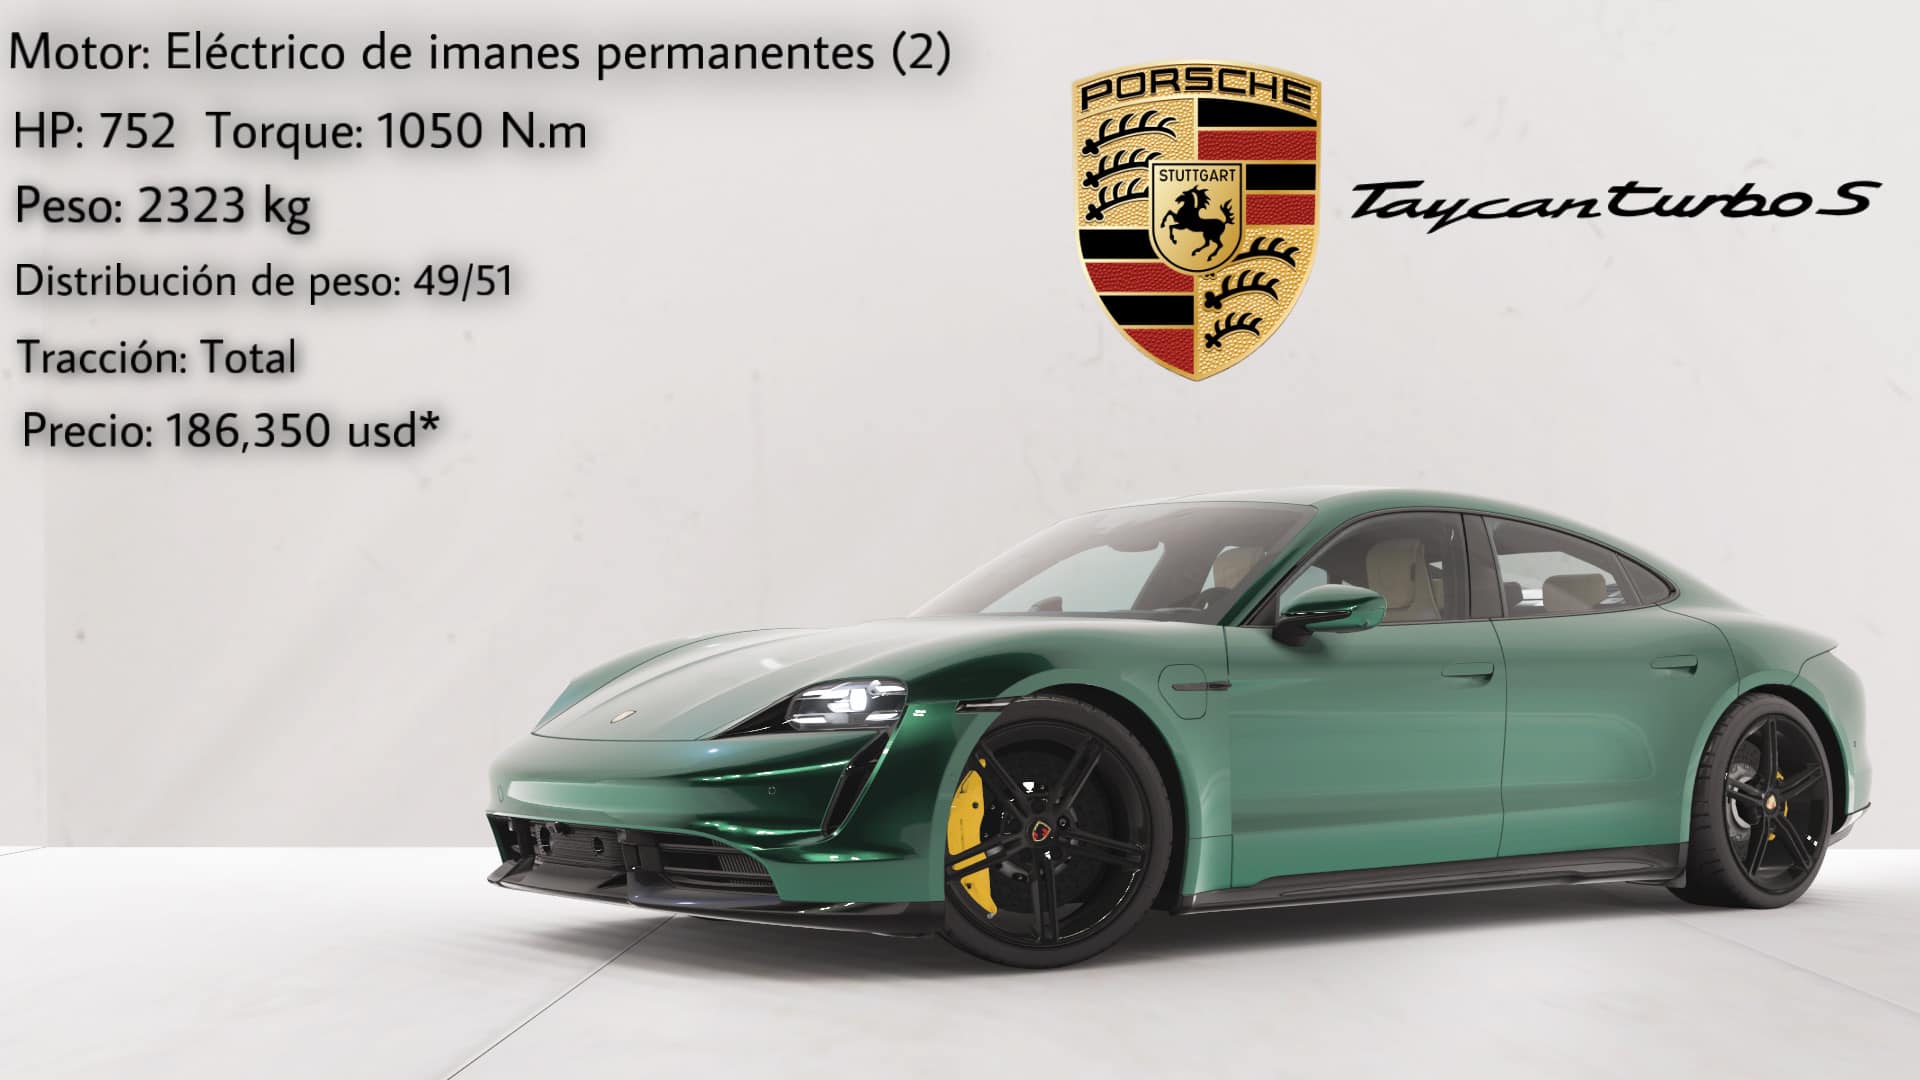 Motor: Eléctrico de imanes permanentes (2)
HP: 752 Torque: 1050 N.m
Peso: 2323 kg
Distribución de peso: 49/51
Tracción: Total
Precio: 186,350 usd*
PORSCHE
STUTTGART
Taycan turbo S